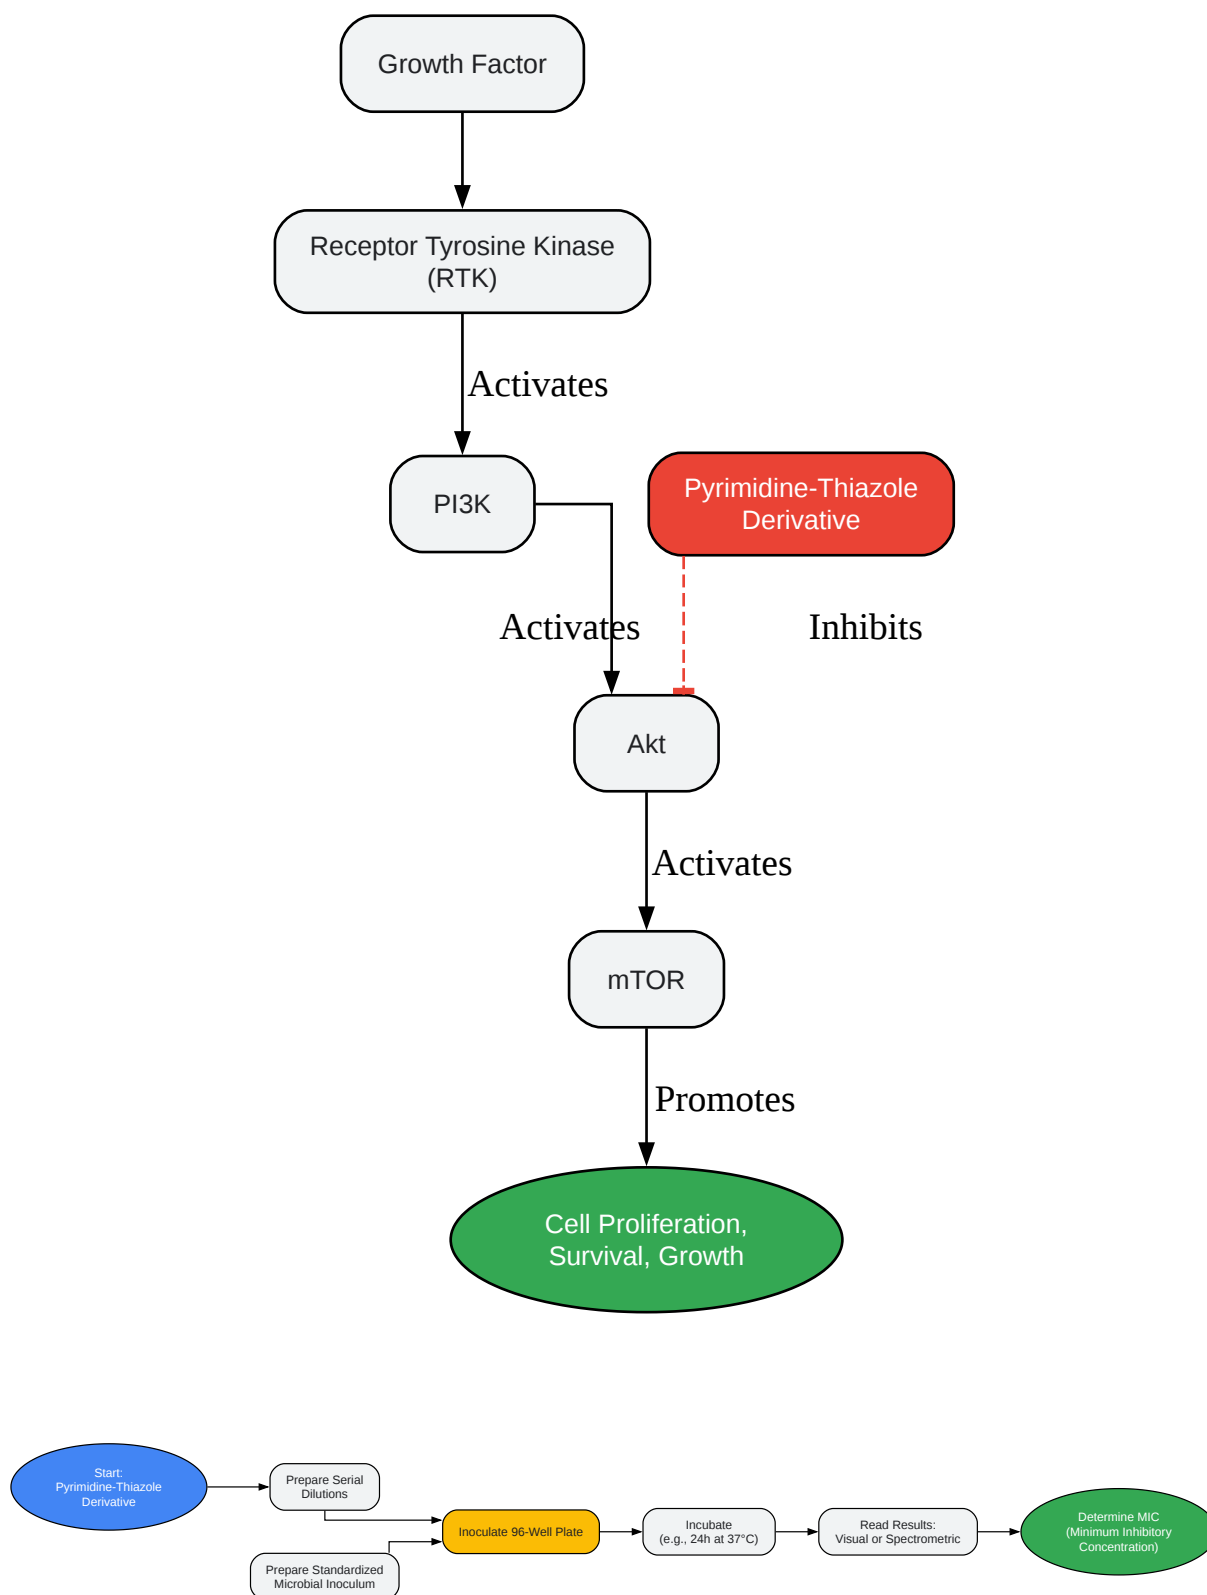 Growth Factor
Receptor Tyrosine Kinase
(RTK)
Activates
PI3K
Pyrimidine-Thiazole
Derivative
Activates
Inhibits
Akt
Activates
mTOR
Promotes
Cell Proliferation,
Survival, Growth
Start:
Pyrimidine-Thiazole
Derivative
Prepare Serial
Dilutions
Prepare Standardized
Microbial Inoculum
Inoculate 96-Well Plate
Incubate
(e.g., 24h at 37°C)
Read Results:
Visual or Spectrometric
Determine MIC
(Minimum Inhibitory
Concentration)